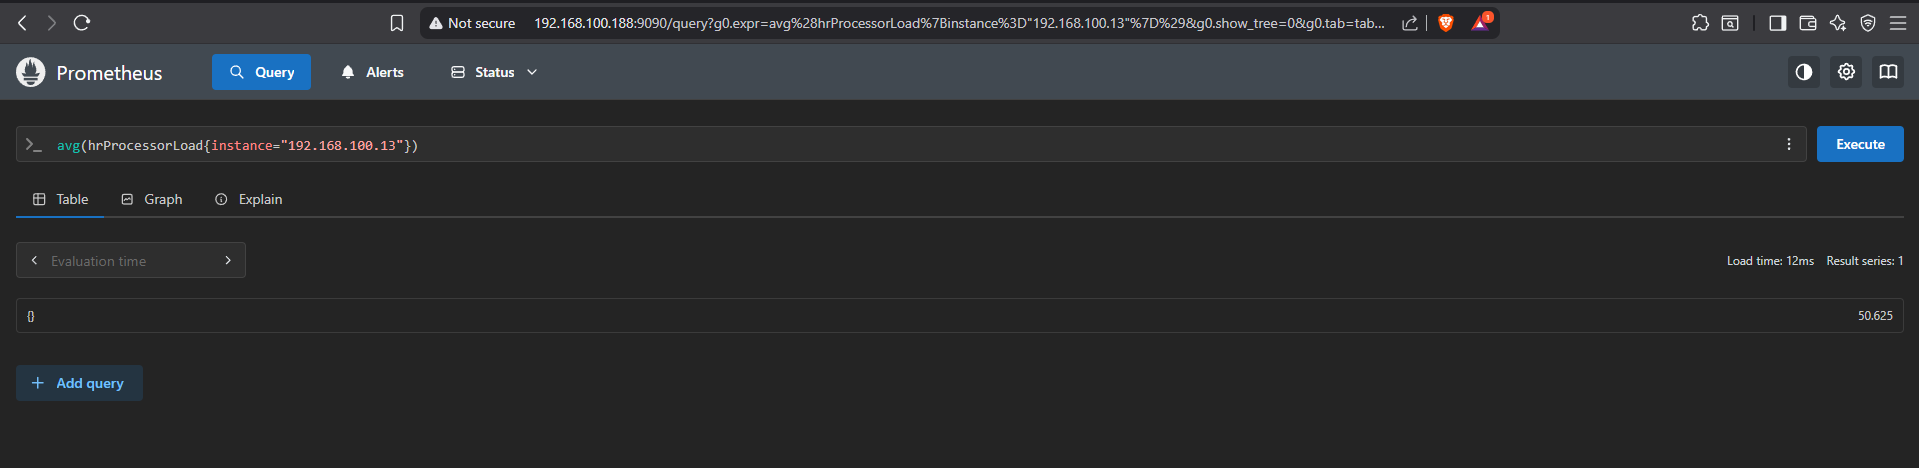 Not secure 192.168.100.188:9090/query?g0.expr=avg%28hrProcessorLoad%7Binstance%3D"192.168.100.13"%7D%29&g0.show_tree=0&g0.tab=tab... 1
Prometheus Query Alerts Status
>_ avg(hrProcessorLoad{instance="192.168.100.13"}) Execute
Table Graph Explain
Evaluation time Load time: 12ms Result series: 1
{} 50.625
+ Add query